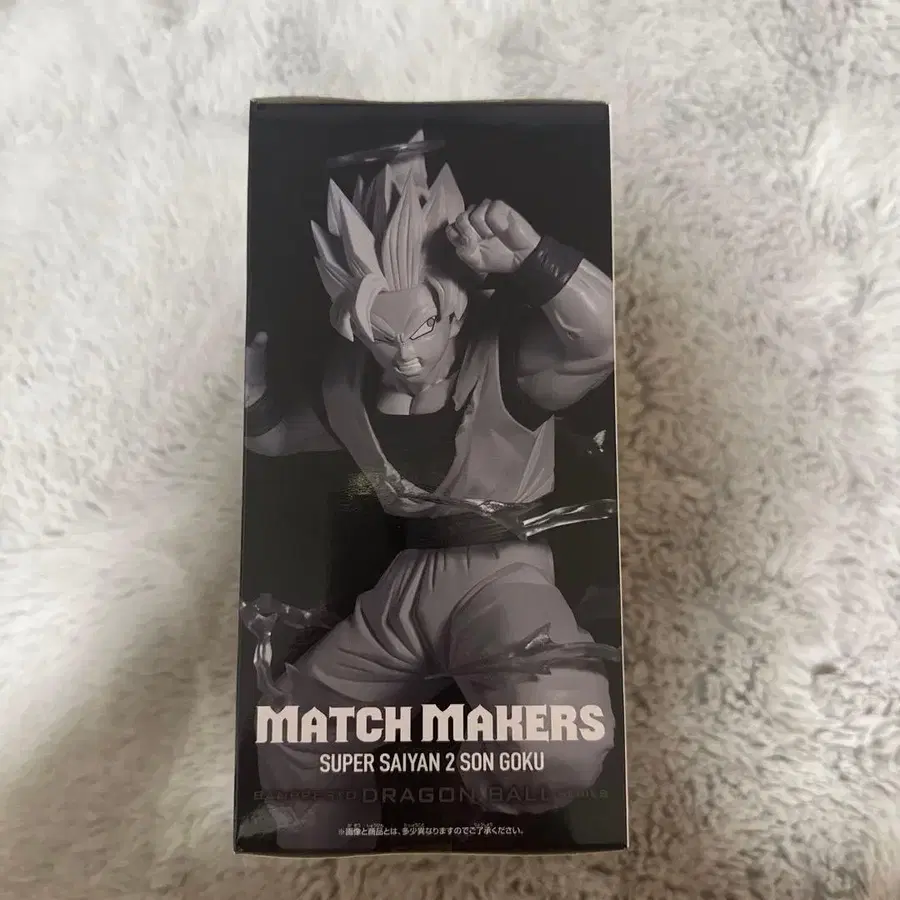 MATCH MAKERS
SUPER SAIYAN 2 SON GOKU
DRAGON BALL SERIES
※画像と商品とは、多少異なりますのでご了承ください。